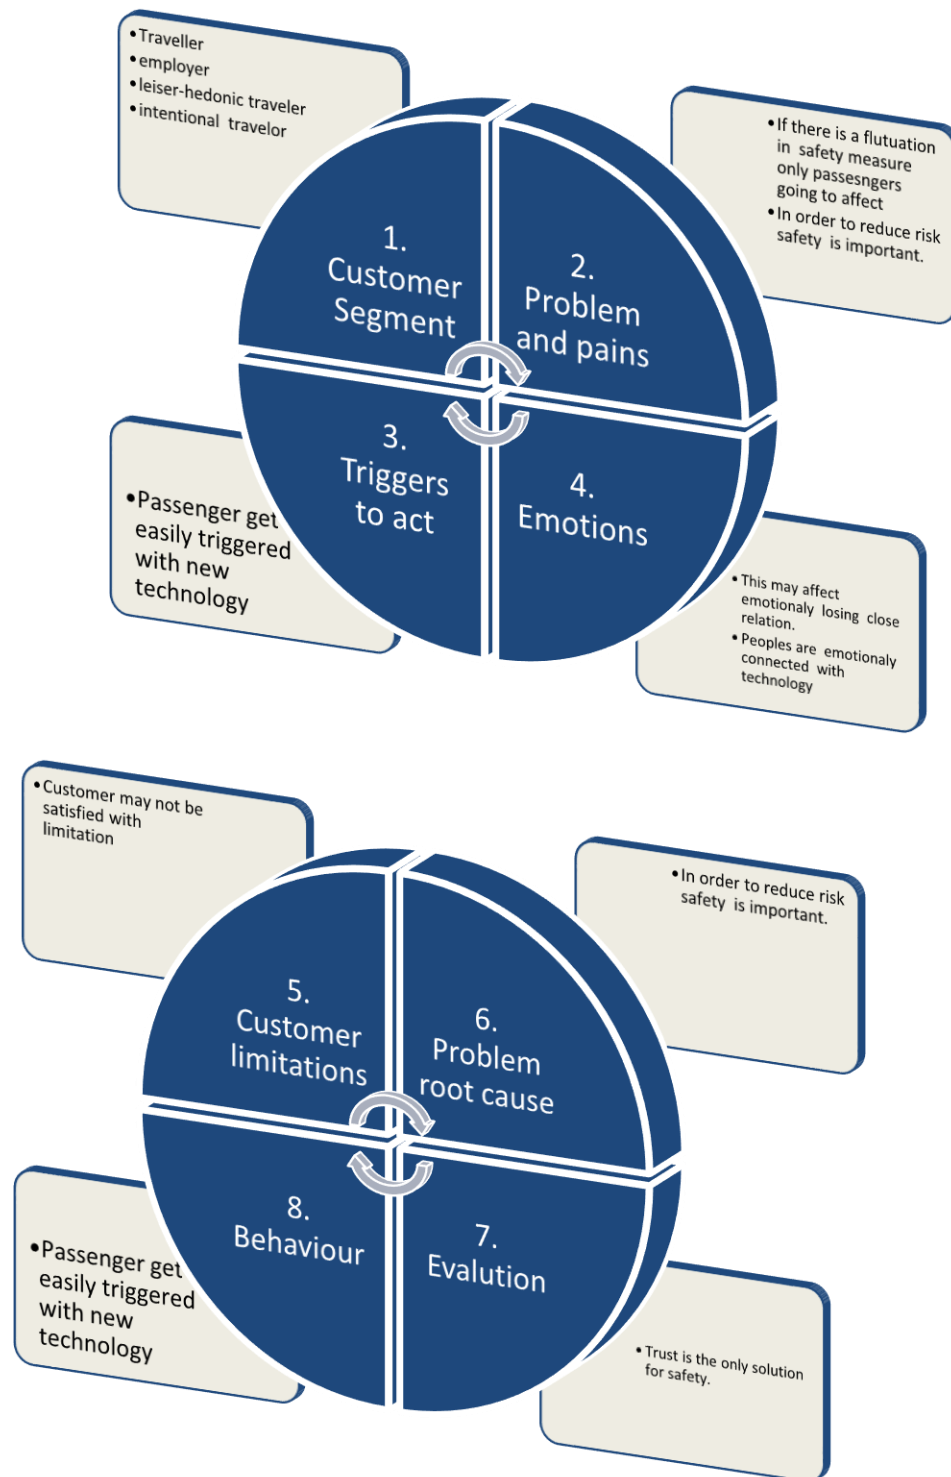 • Traveller
• employer
• leiser-hedonic traveler
• intentional travelor
• If there is a flutuation
in safety measure
only passesngers
going to affect
• In order to reduce risk
safety is important.
1.
Customer
Segment
2.
Problem
and pains
3.
Triggers
to act
4.
Emotions
• Passenger get
easily triggered
with new
technology
• This may affect
emotionaly losing close
relation.
• Peoples are emotionaly
connected with
technology
• Customer may not be
satisfied with
limitation
• In order to reduce risk
safety is important.
5.
Customer
limitations
6.
Problem
root cause
8.
Behaviour
7.
Evalution
• Passenger get
easily triggered
with new
technology
• Trust is the only solution
for safety.